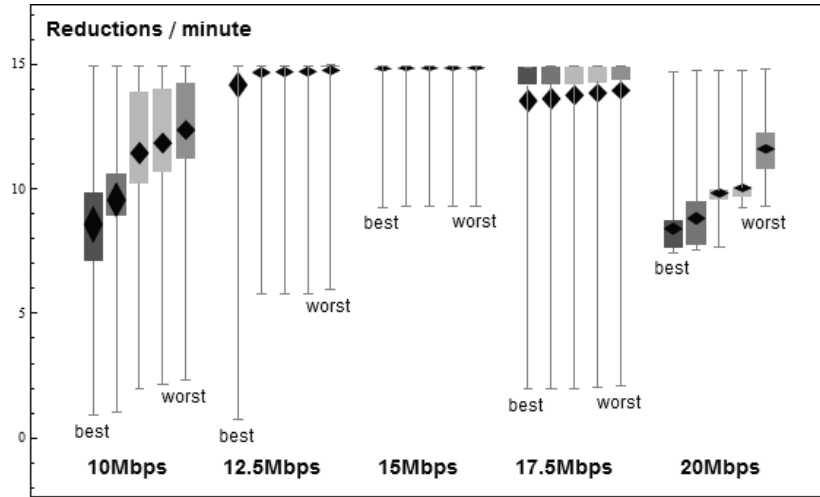 Reductions / minute
15
10
5
0
best
worst
best
worst
best
worst
best
worst
best
worst
10Mbps
12.5Mbps
15Mbps
17.5Mbps
20Mbps